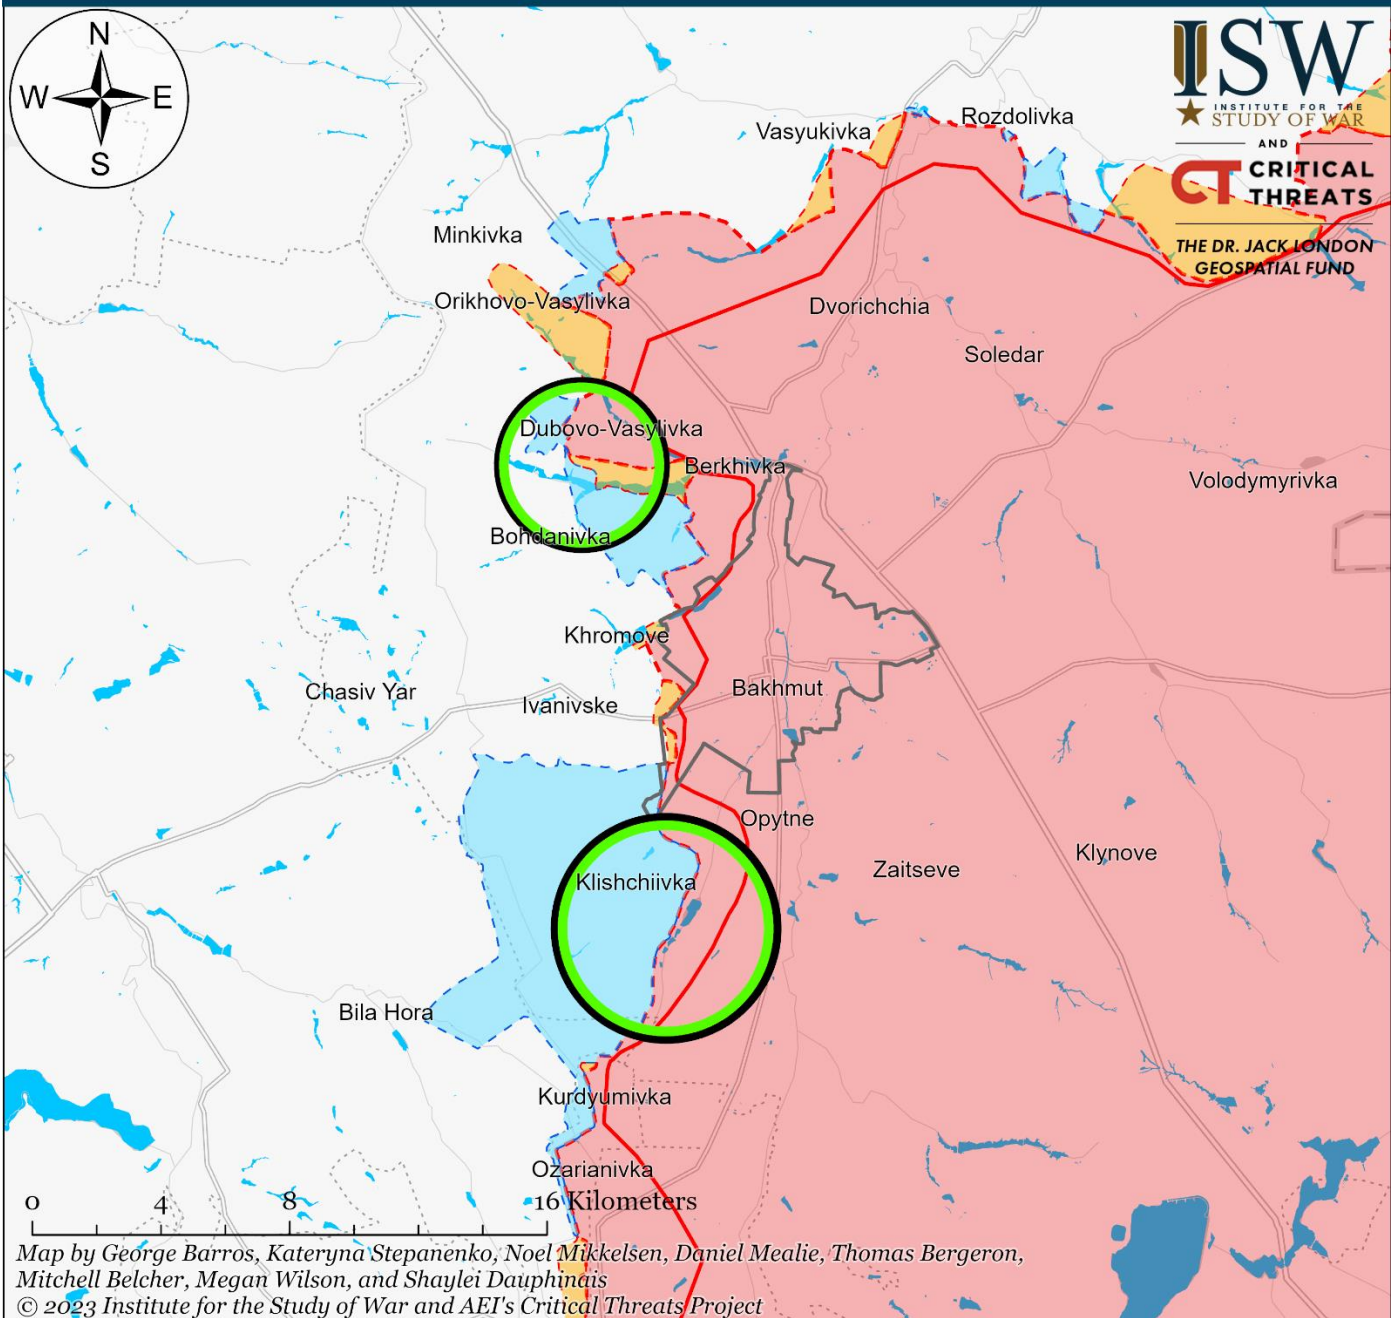 N
W E
S
ISW
INSTITUTE FOR THE
STUDY OF WAR
AND
CT CRITICAL
THREATS
THE DR. JACK LONDON
GEOSPATIAL FUND
Rozdolivka
Vasyukivka
Minkivka
Orikhovo-Vasylivka
Dvorichchia
Soledar
Dubovo-Vasylivka
Berkhivka
Volodymyrivka
Bohdanivka
Khromove
Bakhmut
Chasiv Yar
Ivanivske
Opytne
Klynove
Zaitseve
Klishchiivka
Bila Hora
Kurdyumivka
Ozarianivka
0 4 8 16 Kilometers
Map by George Barros, Kateryna Stepanenko, Noel Mikkelsen, Daniel Mealie, Thomas Bergeron,
Mitchell Belcher, Megan Wilson, and Shaylei Dauphinais
© 2023 Institute for the Study of War and AEI's Critical Threats Project